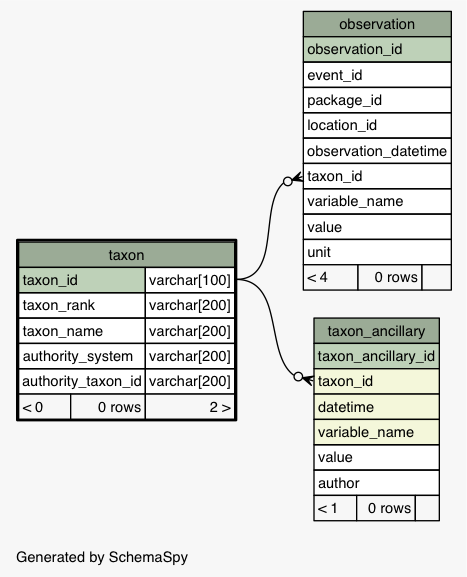 observation
observation_id
event_id
package_id
location_id
observation_datetime
taxon_id
variable_name
value
unit
< 4 0 rows
taxon
taxon_id varchar[100]
taxon_rank varchar[200]
taxon_name varchar[200]
authority_system varchar[200]
authority_taxon_id varchar[200]
< 0 0 rows 2 >
taxon_ancillary
taxon_ancillary_id
taxon_id
datetime
variable_name
value
author
< 1 0 rows
Generated by SchemaSpy